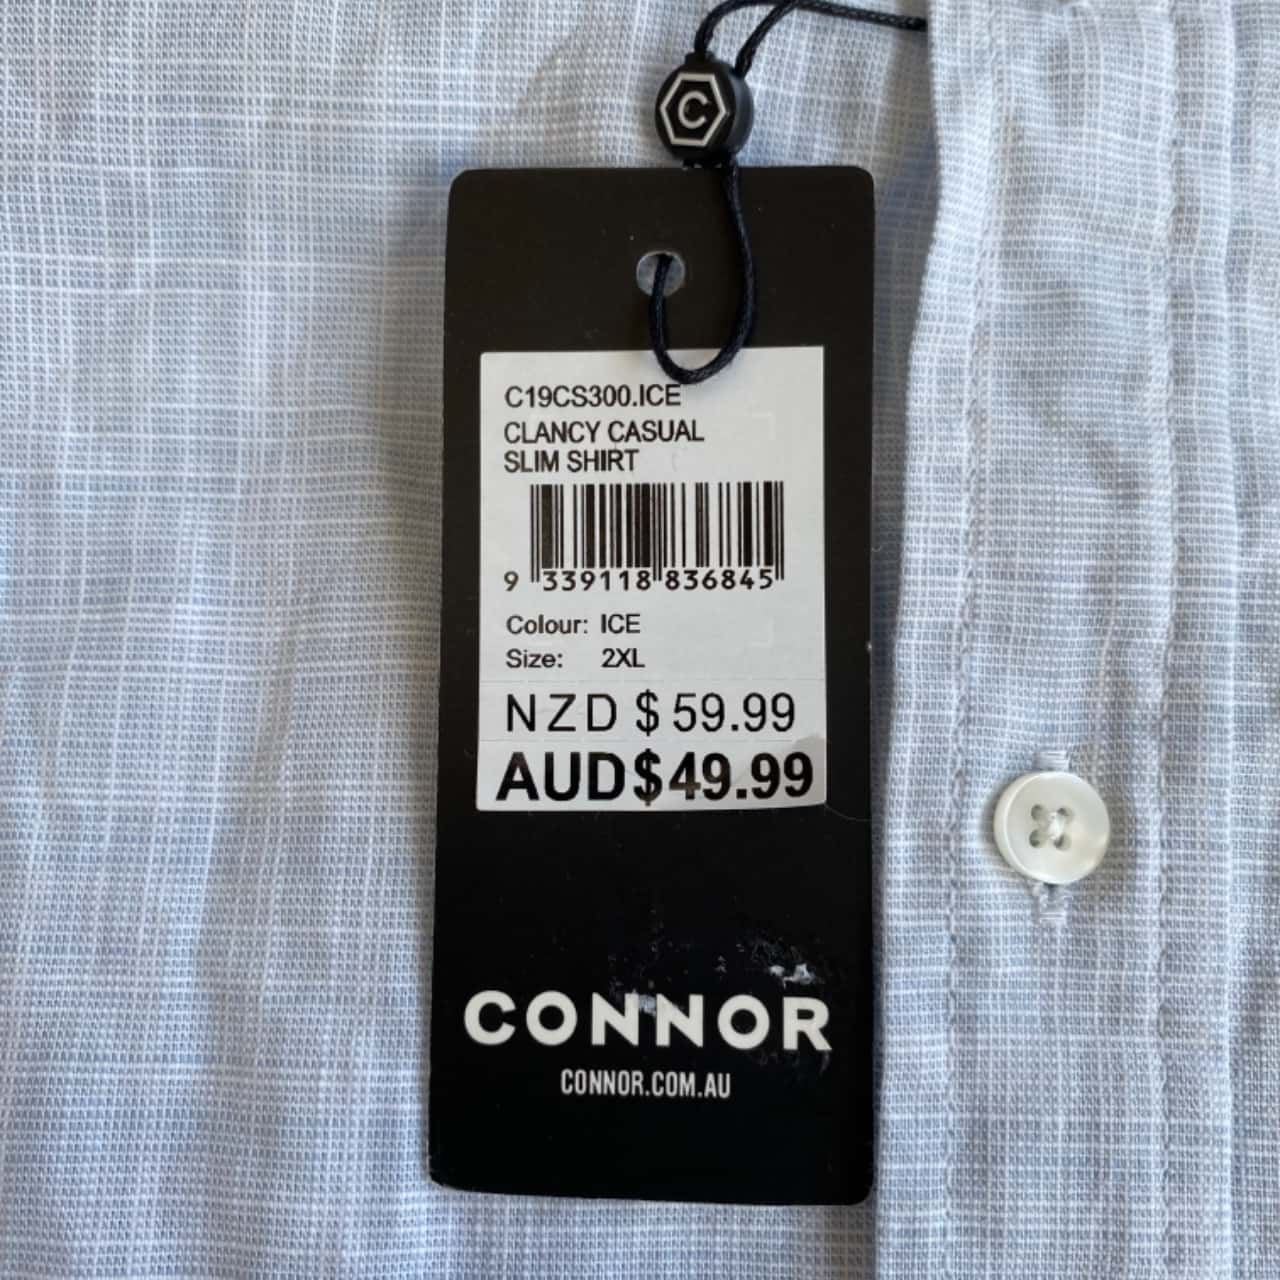 C
C19CS300.ICE
CLANCY CASUAL
SLIM SHIRT
9 339118 836845
Colour: ICE
Size: 2XL
NZD $ 59.99
AUD$49.99
CONNOR
CONNOR.COM.AU